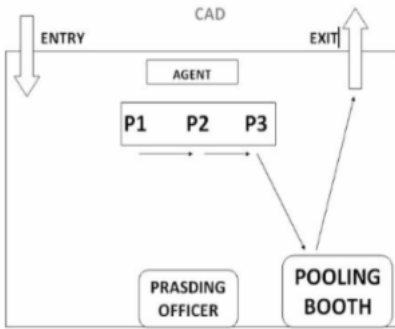 CAD
ENTRY
EXIT
AGENT
P1 P2 P3
PRASDING
OFFICER
POOLING
BOOTH